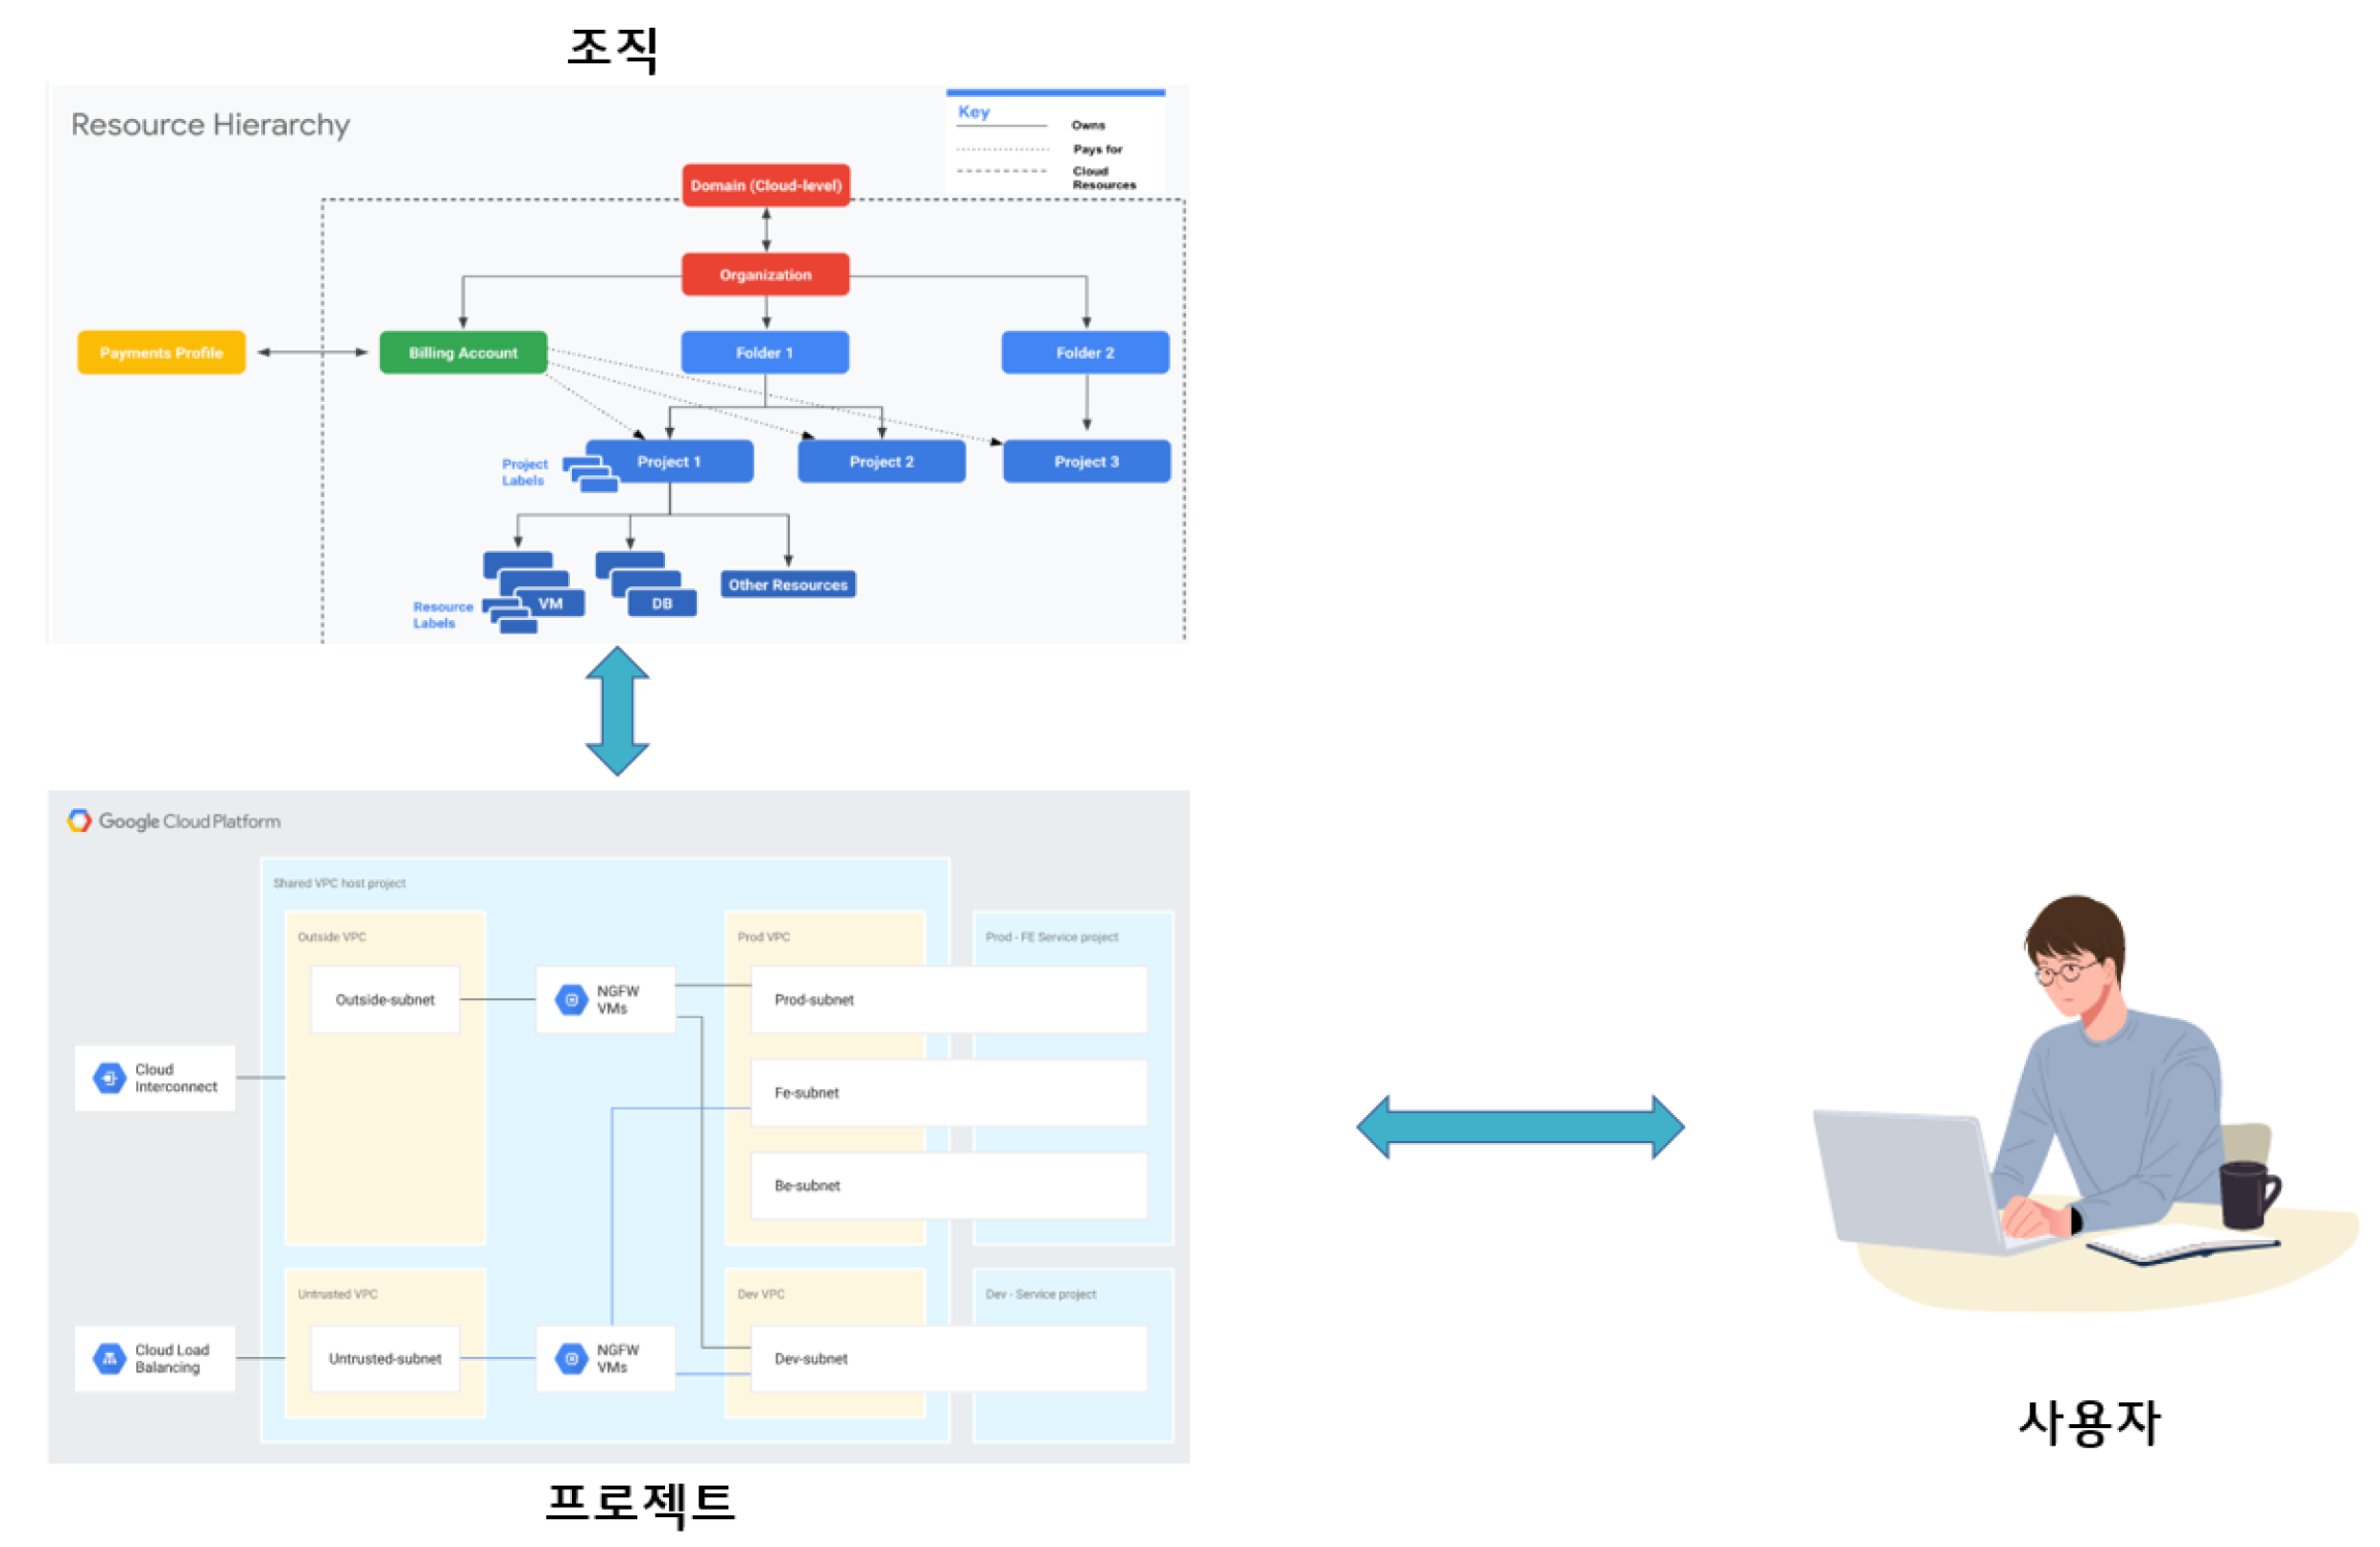 조직
Resource Hierarchy
Key
Owns
Pays for
Cloud
Resources
Domain (Cloud-level)
Organization
Payments Profile
Billing Account
Folder 1
Folder 2
Project
Labels
Project 1
Project 2
Project 3
Resource
Labels
VM
DB
Other Resources
Google Cloud Platform
Shared VPC host project
Outside VPC
Prod VPC
Prod - FE Service project
Outside-subnet
NGFW
VMs
Prod-subnet
Cloud
Interconnect
Fe-subnet
Be-subnet
Untrusted VPC
Dev VPC
Dev - Service project
Cloud Load
Balancing
Untrusted-subnet
NGFW
VMs
Dev-subnet
사용자
프로젝트